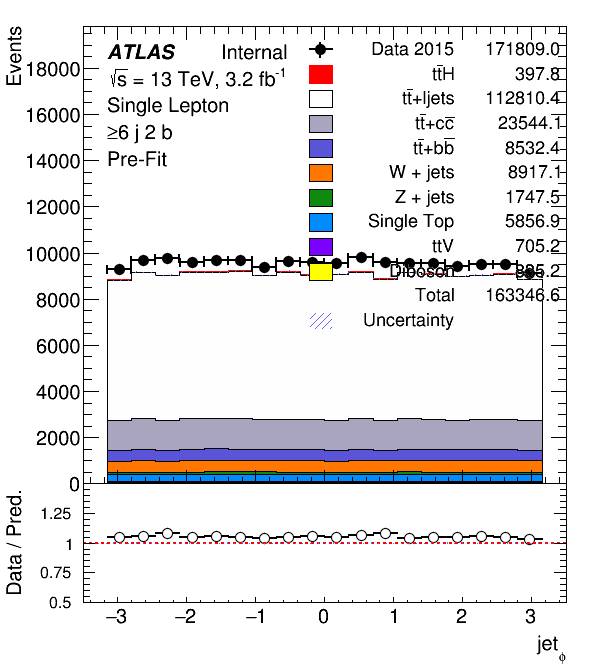 Events
ATLAS Internal
√s = 13 TeV, 3.2 fb⁻¹
Single Lepton
≥6 j 2 b
Pre-Fit
Data 2015 171809.0
tt̄H 397.8
tt̄+ljets 112810.4
tt̄+cc̄ 23544.1
tt̄+bb̄ 8532.4
W + jets 8917.1
Z + jets 1747.5
Single Top 5856.9
ttV 705.2
Diboson
Total 163346.6
Uncertainty
18000
16000
14000
12000
10000
8000
6000
4000
2000
0
Data / Pred.
1.25
1
0.75
0.5
−3 −2 −1 0 1 2 3
jet_ϕ